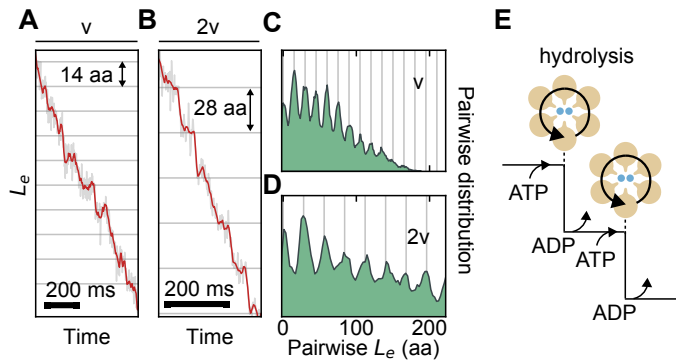 A
v
14 aa
L_e
200 ms
Time
B
2v
28 aa
200 ms
Time
C
v
D
2v
0
100
200
Pairwise L_e (aa)
Pairwise distribution
E
hydrolysis
ATP
ADP
ATP
ADP